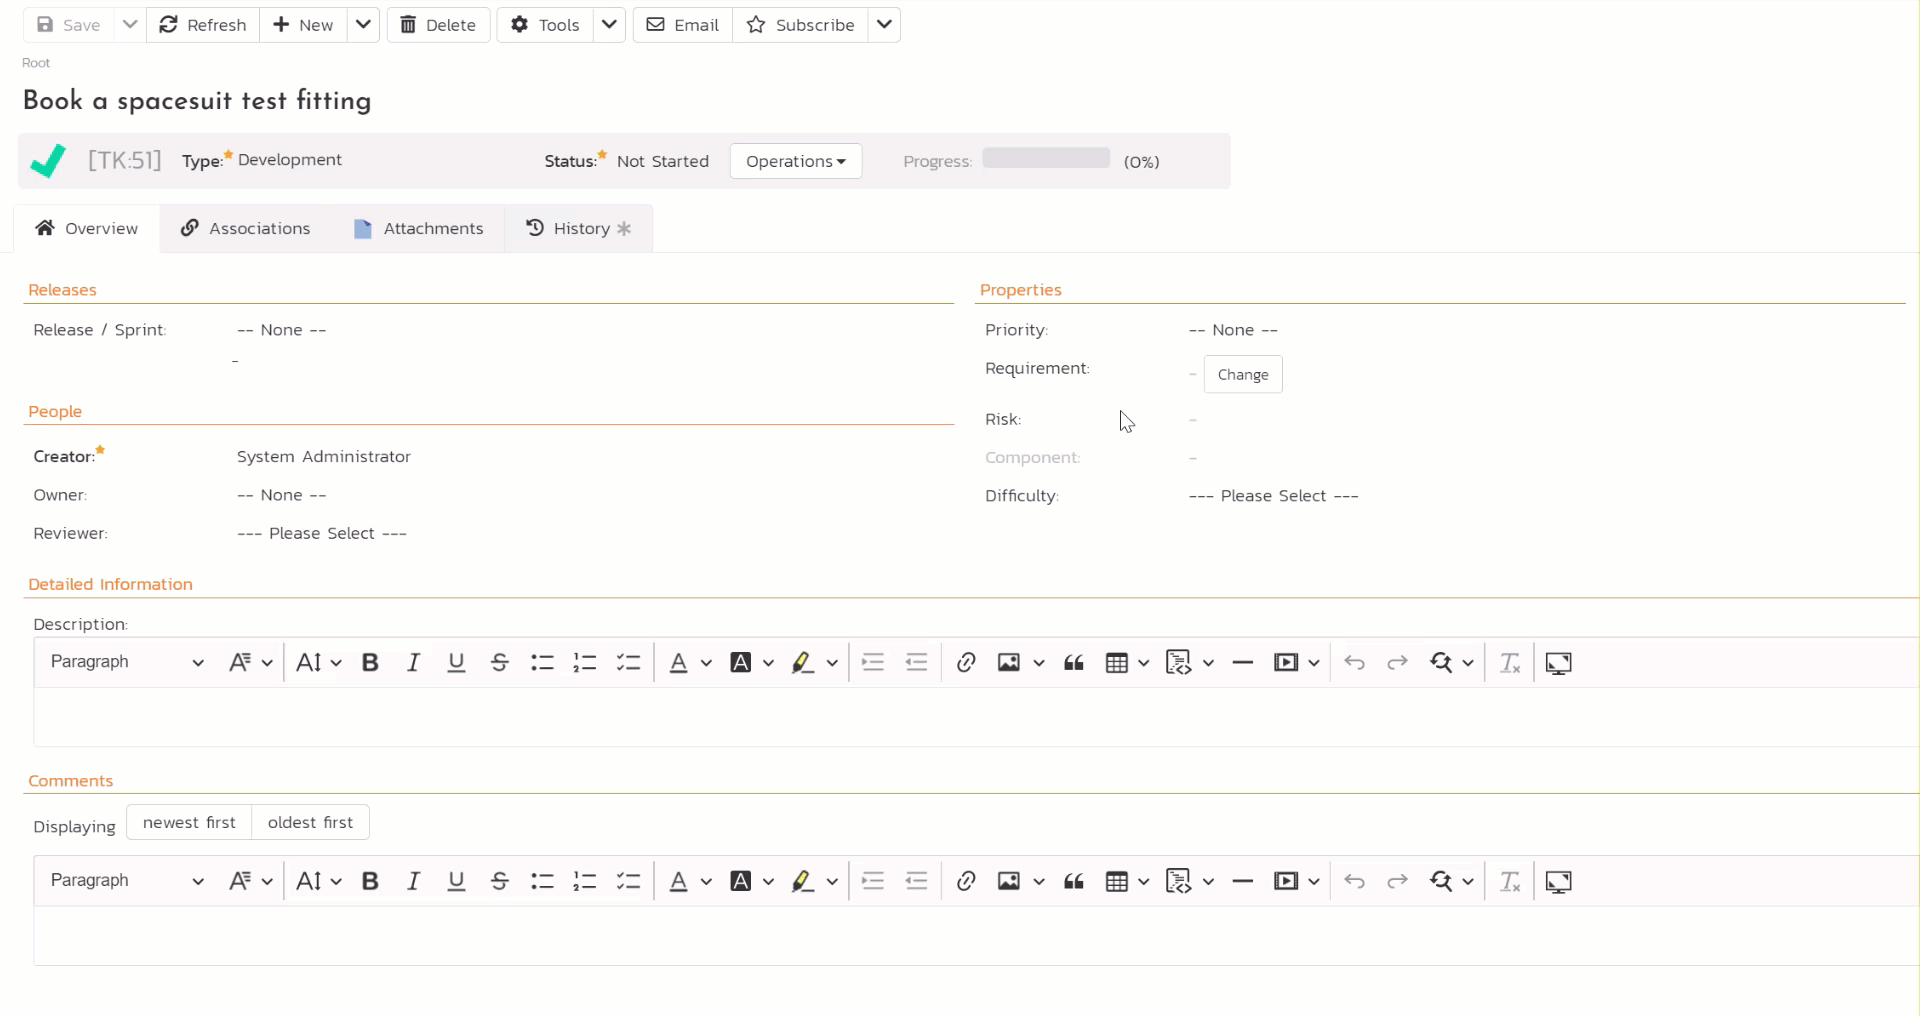 Save Refresh New Delete Tools Email Subscribe
Root
Book a spacesuit test fitting
[TK:51] Type: Development Status: Not Started Operations Progress: (0%)
Overview Associations Attachments History
Releases
Release / Sprint: -- None --
-
People
Creator: System Administrator
Owner: -- None --
Reviewer: --- Please Select ---
Properties
Priority: -- None --
Requirement: - Change
Risk: -
Component: -
Difficulty: --- Please Select ---
Detailed Information
Description:
Paragraph
Comments
Displaying newest first oldest first
Paragraph